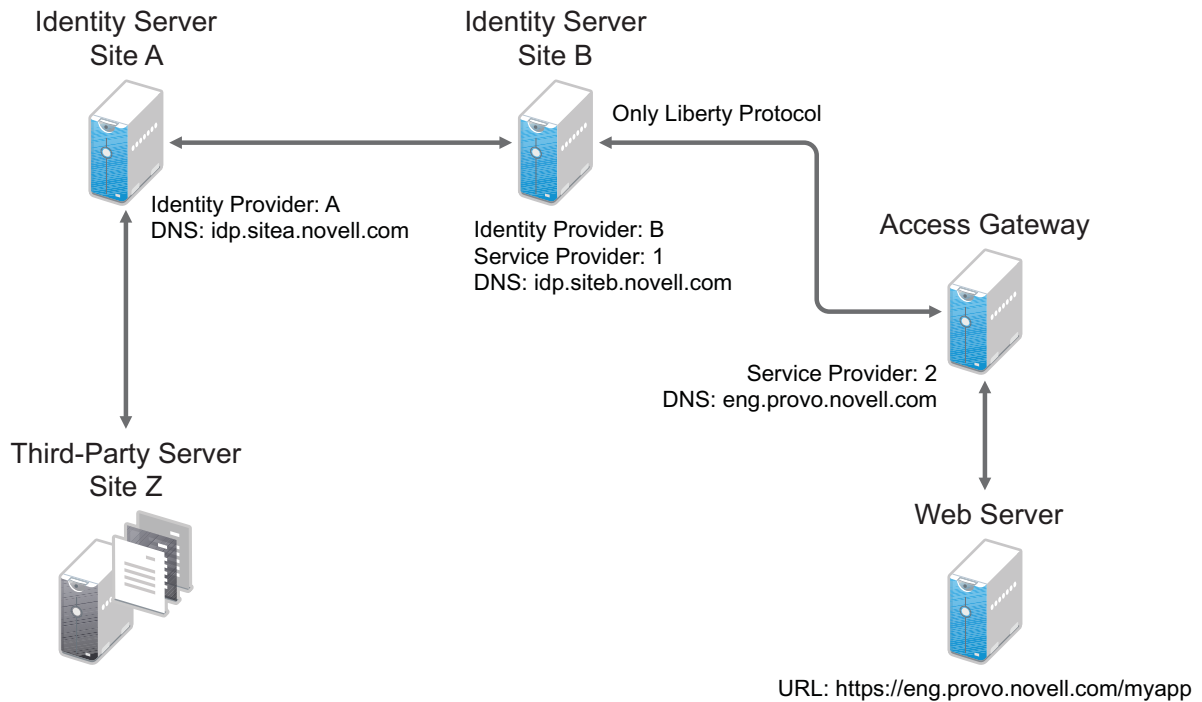 Identity Server
Site A
Identity Server
Site B
Only Liberty Protocol
Identity Provider: A
DNS: idp.sitea.novell.com
Identity Provider: B
Service Provider: 1
DNS: idp.siteb.novell.com
Access Gateway
Service Provider: 2
DNS: eng.provo.novell.com
Third-Party Server
Site Z
Web Server
URL: https://eng.provo.novell.com/myapp